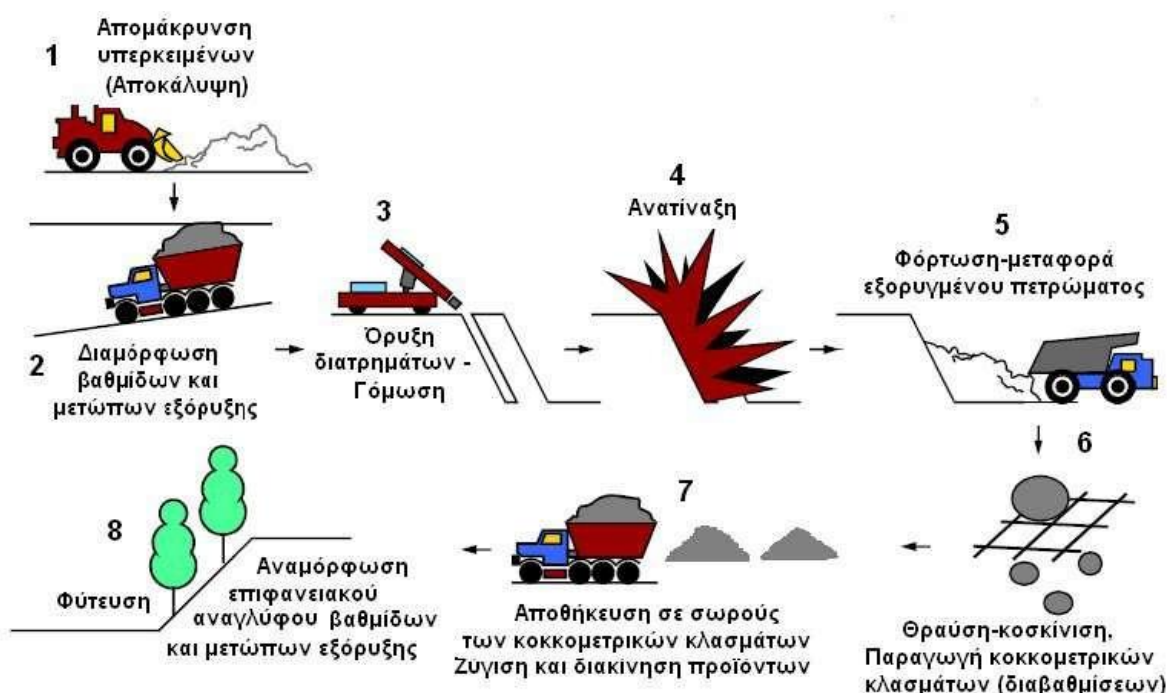 1
Απομάκρυνση
υπερκειμένων
(Αποκάλυψη)
2
Διαμόρφωση
βαθμίδων και
μετώπων εξόρυξης
3
Όρυξη
διατρημάτων -
Γόμωση
4
Ανατίναξη
5
Φόρτωση-μεταφορά
εξορυγμένου πετρώματος
6
Θραύση-κοσκίνιση,
Παραγωγή κοκκομετρικών
κλασμάτων (διαβαθμίσεων)
7
Αποθήκευση σε σωρούς
των κοκκομετρικών κλασμάτων
Ζύγιση και διακίνηση προϊόντων
8
Φύτευση
Αναμόρφωση
επιφανειακού
αναγλύφου βαθμίδων
και μετώπων εξόρυξης